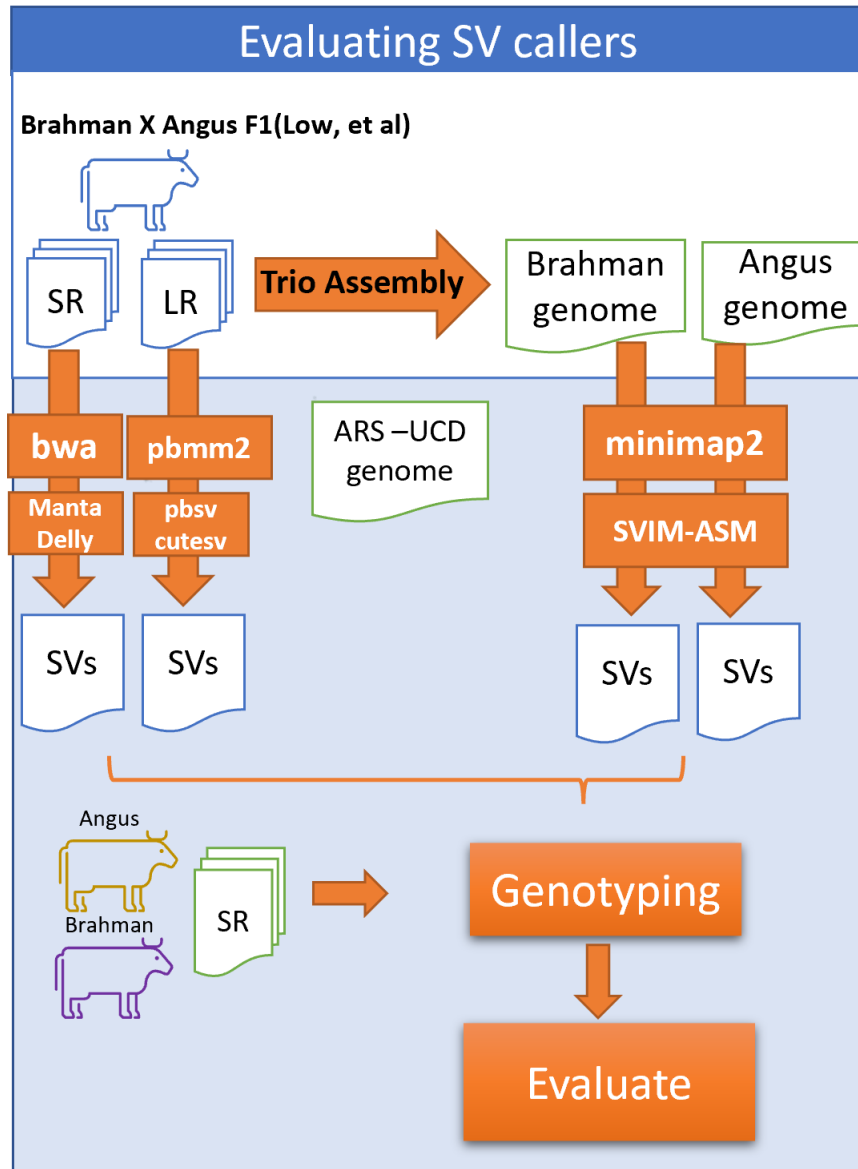 Evaluating SV callers
Brahman X Angus F1(Low, et al)
SR
LR
Trio Assembly
Brahman
genome
Angus
genome
bwa
pbmm2
ARS –UCD
genome
minimap2
Manta
Delly
pbsv
cutesv
SVIM-ASM
SVs
SVs
SVs
SVs
Angus
Brahman
SR
Genotyping
Evaluate